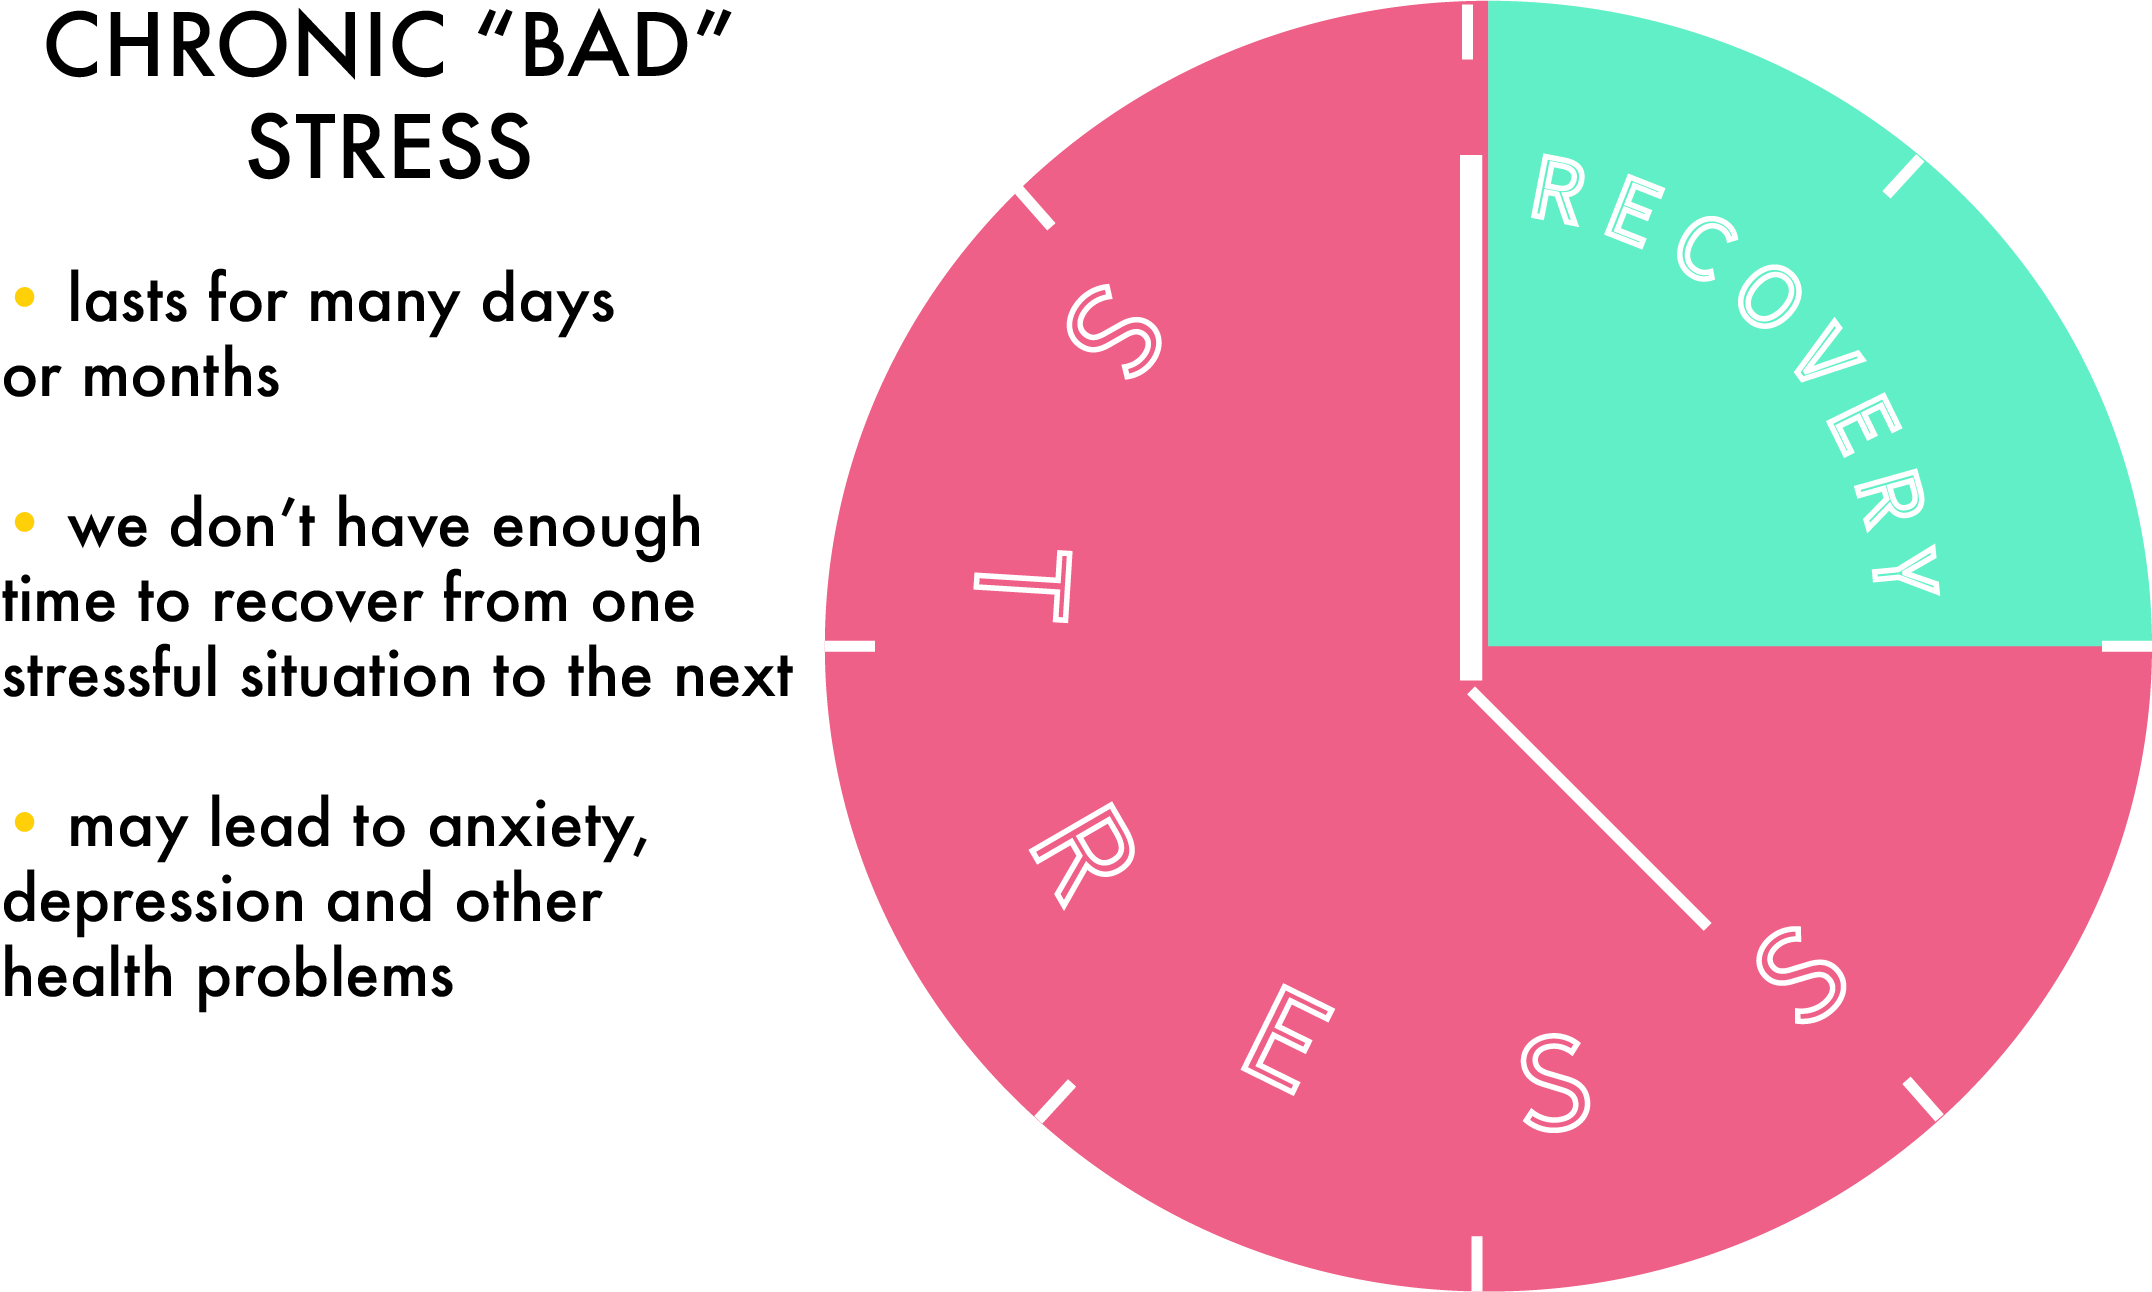 CHRONIC “BAD”
STRESS
• lasts for many days
or months
• we don’t have enough
time to recover from one
stressful situation to the next
• may lead to anxiety,
depression and other
health problems
RECOVERY
STRESS